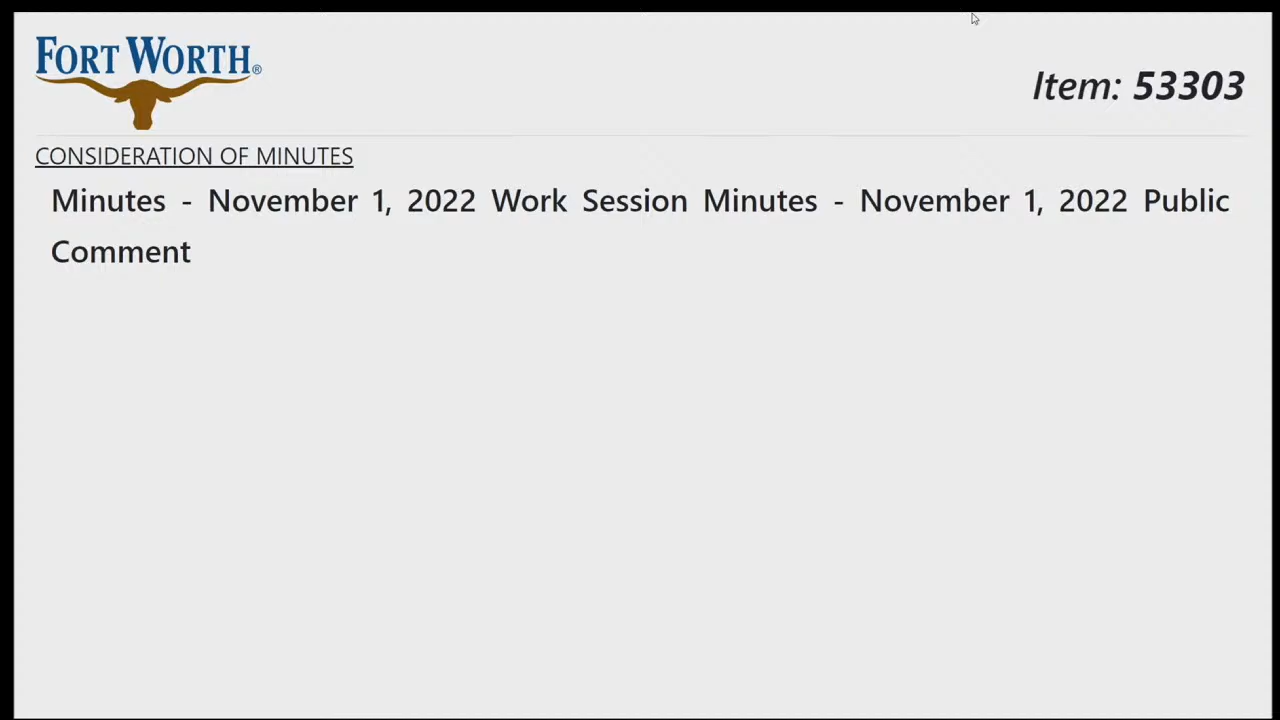 FORT WORTH®
Item: 53303
CONSIDERATION OF MINUTES
Minutes - November 1, 2022 Work Session Minutes - November 1, 2022 Public
Comment